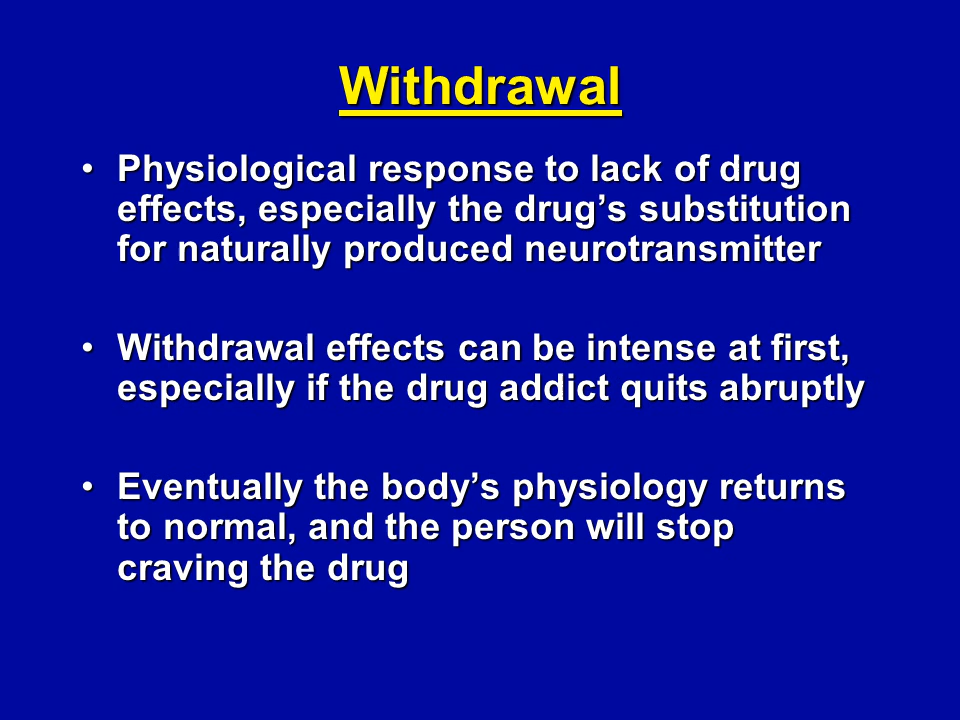 Withdrawal
• Physiological response to lack of drug
effects, especially the drug’s substitution
for naturally produced neurotransmitter
• Withdrawal effects can be intense at first,
especially if the drug addict quits abruptly
• Eventually the body’s physiology returns
to normal, and the person will stop
craving the drug